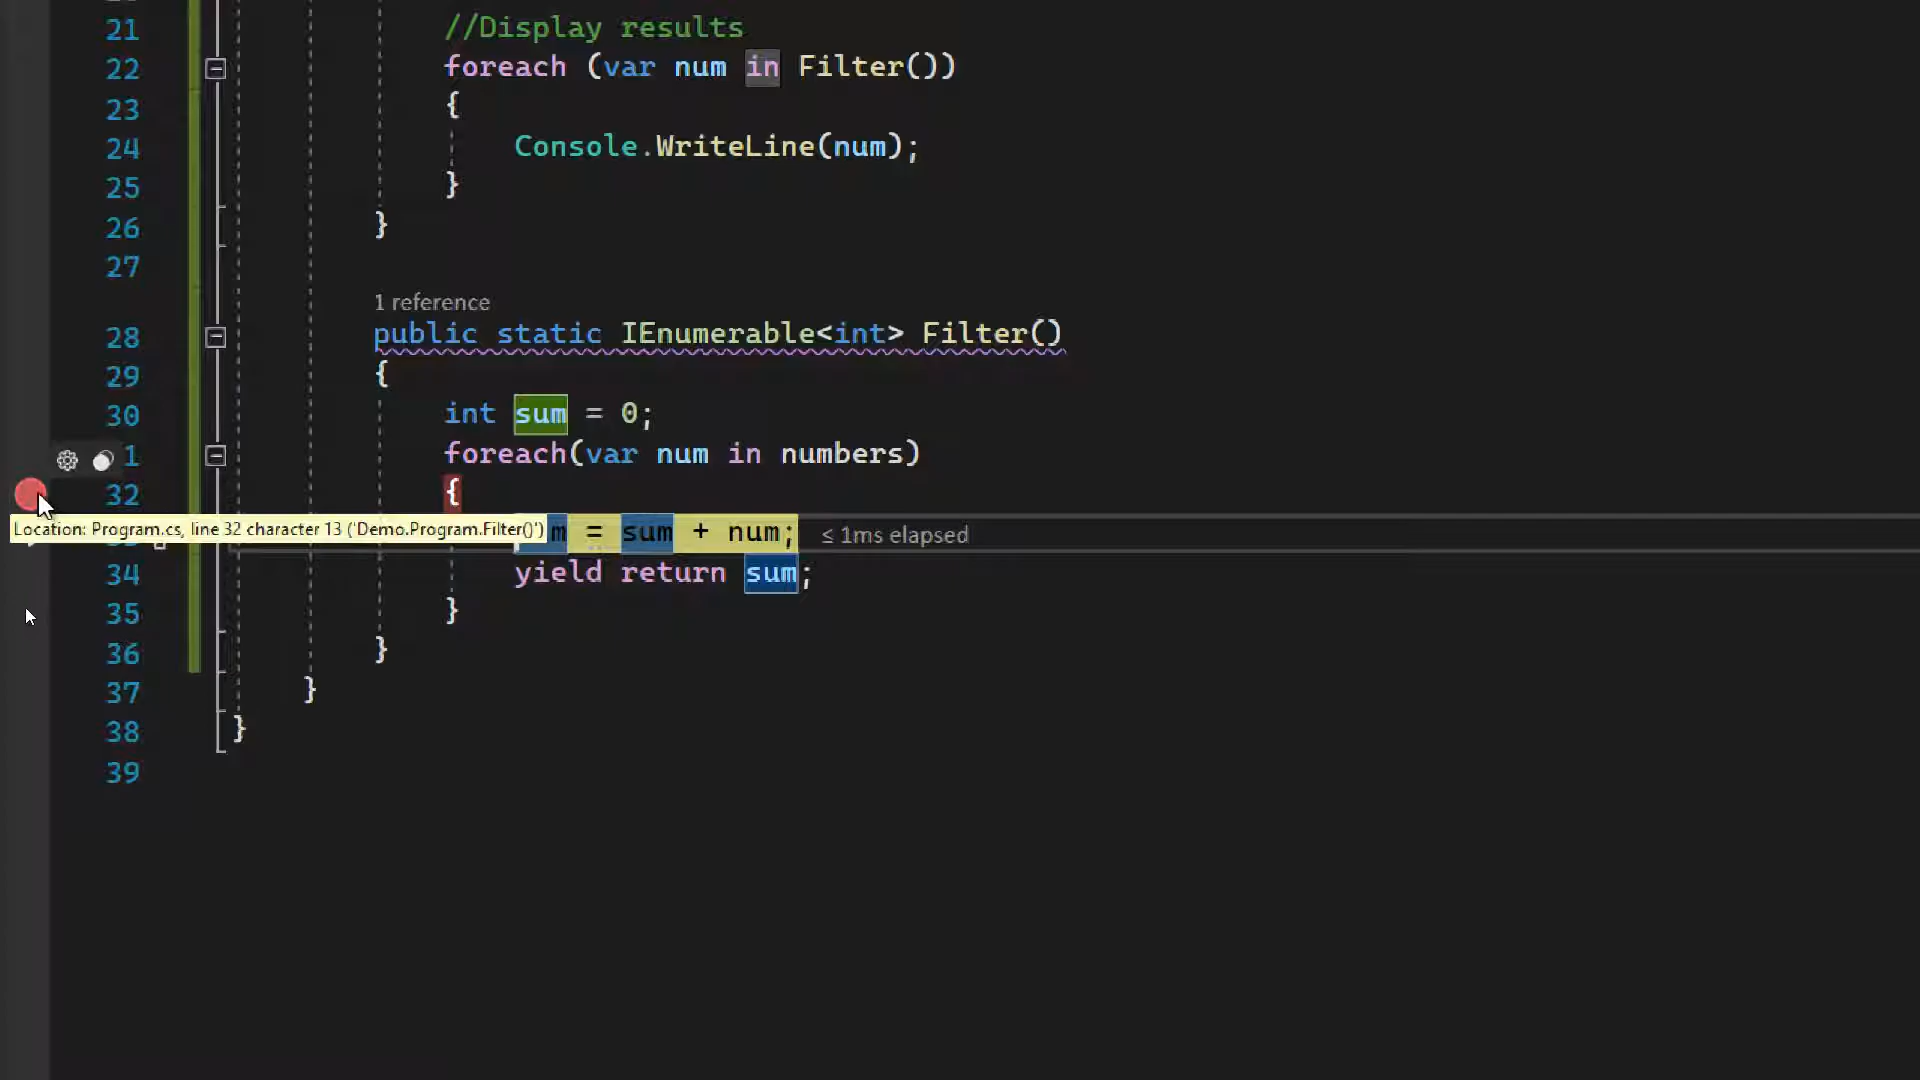 21 //Display results
22 foreach (var num in Filter())
23 {
24 Console.WriteLine(num);
25 }
26 }
27
1 reference
28 public static IEnumerable<int> Filter()
29 {
30 int sum = 0;
1 foreach(var num in numbers)
32 {
Location: Program.cs, line 32 character 13 ('Demo.Program.Filter()')
m = sum + num; ≤ 1ms elapsed
34 yield return sum;
35 }
36 }
37 }
38 }
39